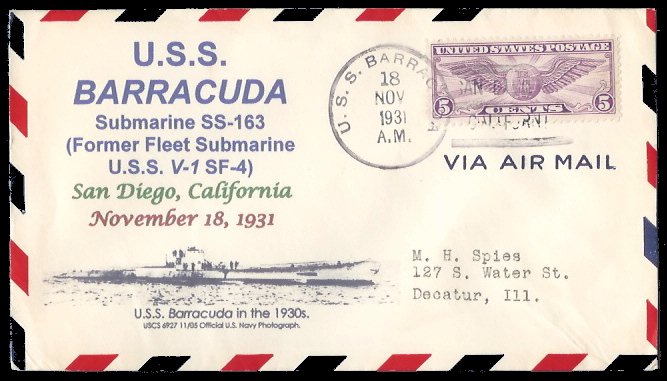 U.S.S.
BARRACUDA
Submarine SS-163
(Former Fleet Submarine
U.S.S. V-1 SF-4)
San Diego, California
November 18, 1931
U.S.S. Barracuda in the 1930s.
USCS 6927 11/05 Official U.S. Navy Photograph.
U. S. S. BARRAC
18
NOV
1931
A.M.
UNITED STATES POSTAGE
5 CENTS 5
VIA AIR MAIL
M. H. Spies
127 S. Water St.
Decatur, Ill.